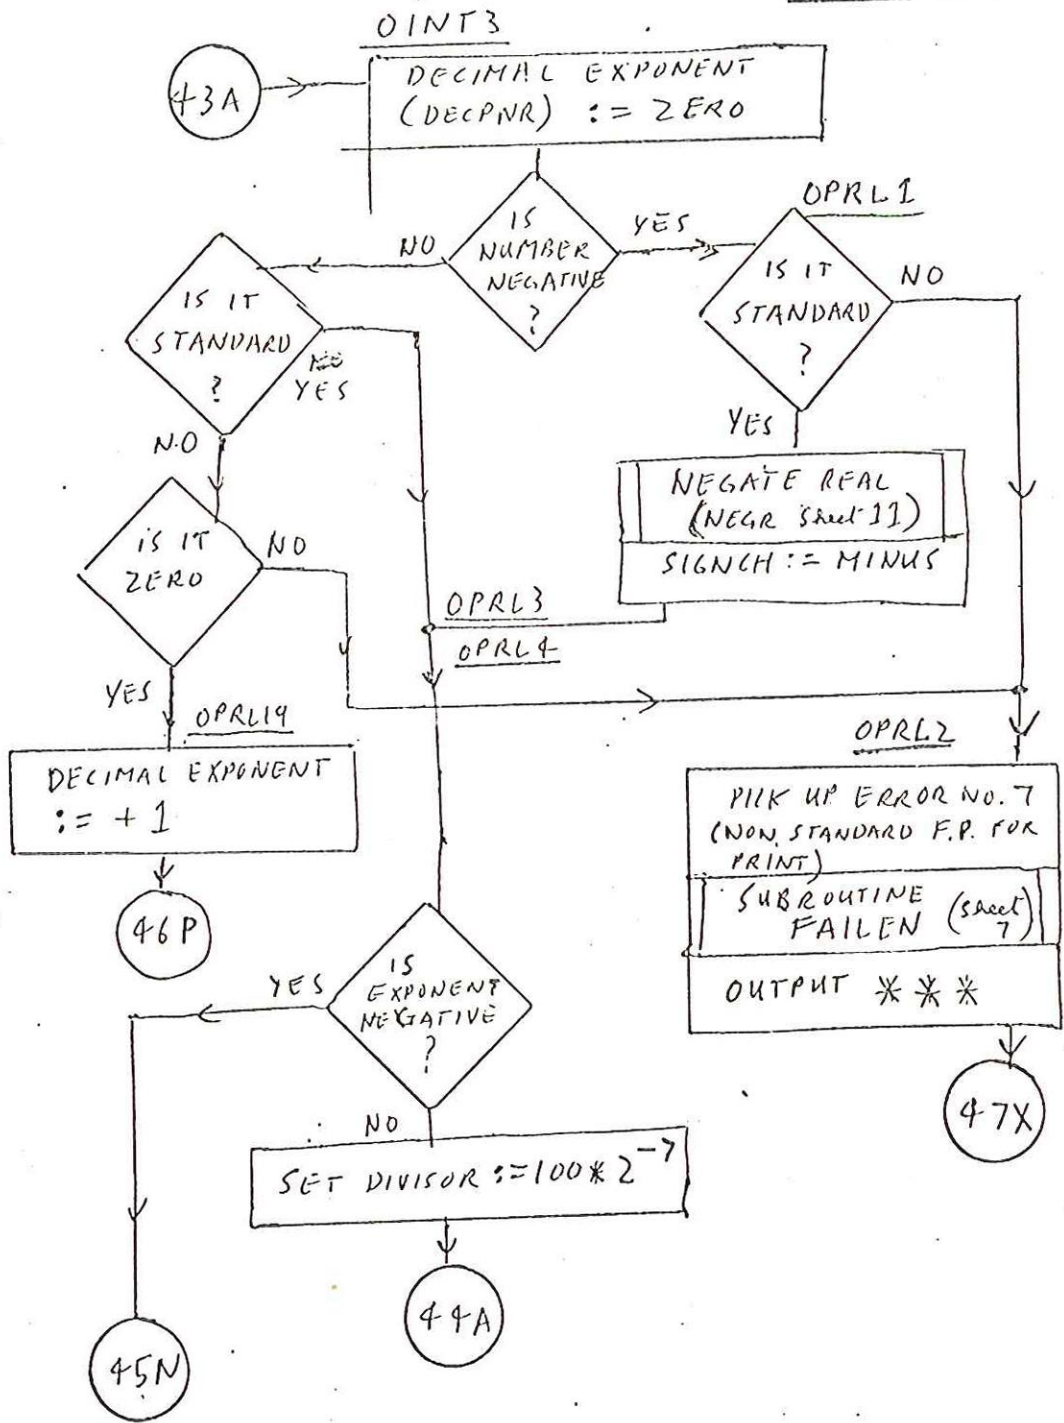 OINT3
43A
DECIMAL EXPONENT
(DECPNR) := ZERO
OPRL1
IS
NUMBER
NEGATIVE
?
NO
YES
IS IT
STANDARD
?
NO
IS IT
STANDARD
?
YES
NO
YES
NEGATE REAL
(NEGR Sheet 11)
SIGNCH := MINUS
IS IT
ZERO
NO
OPRL3
OPRL4
YES
OPRL19
DECIMAL EXPONENT
:= + 1
46P
OPRL2
PIIK UP ERROR NO. 7
(NON STANDARD F.P. FOR
PRINT)
SUBROUTINE
FAILEN (Sheet
7)
OUTPUT ***
47X
IS
EXPONENT
NEGATIVE
?
YES
NO
SET DIVISOR := 100 * 2⁻⁷
44A
45N